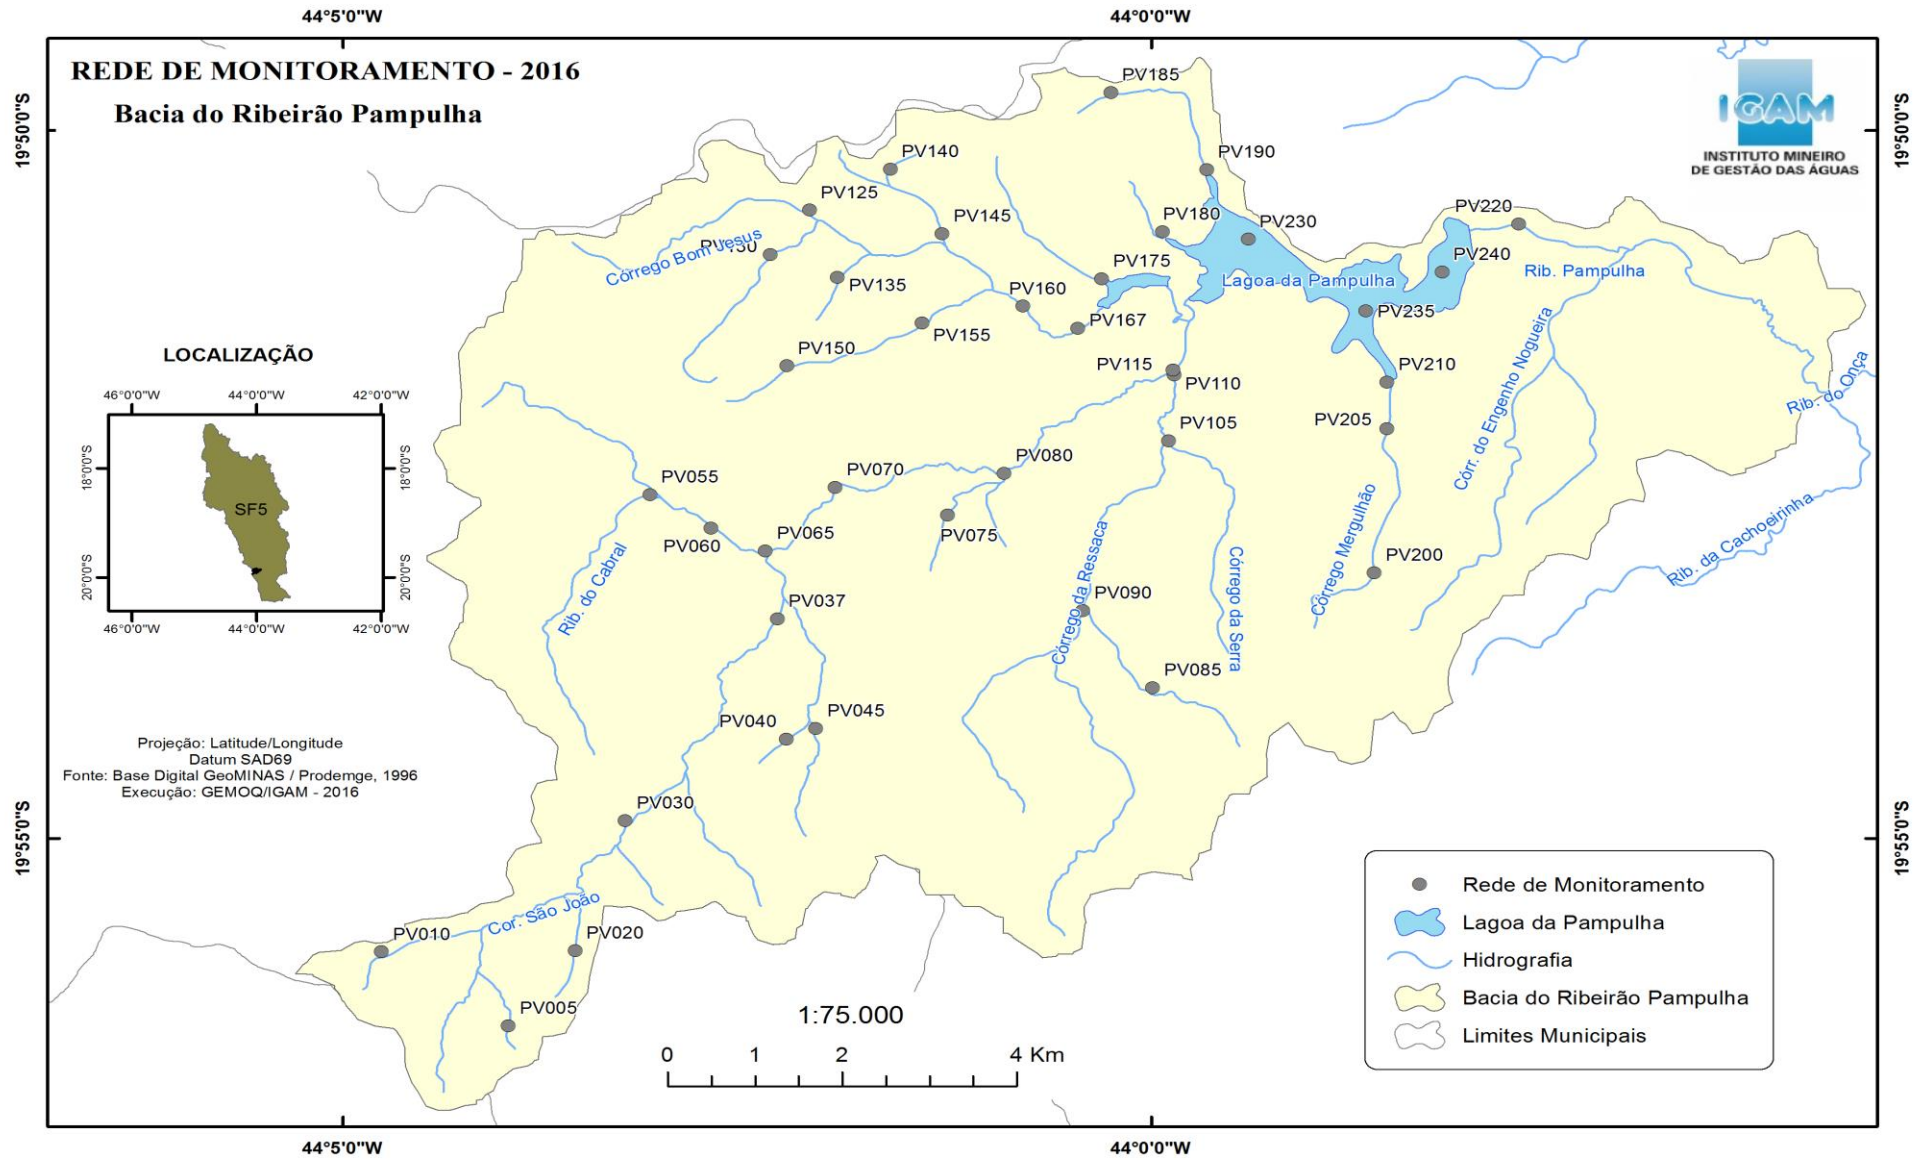 44°5'0"W
44°0'0"W
REDE DE MONITORAMENTO - 2016
Bacia do Ribeirão Pampulha
19°50'0"S
19°50'0"S
IGAM
INSTITUTO MINEIRO
DE GESTÃO DAS ÁGUAS
PV185
PV140
PV190
PV125
PV145
PV180
PV230
PV220
Córrego Bom Jesus
PV240
PV135
PV175
Lagoa da Pampulha
Rib. Pampulha
PV160
PV155
PV167
PV235
PV150
PV115
PV110
PV210
Córr. do Engenho Nogueira
Rib. do Onça
PV105
PV205
PV055
PV070
PV080
PV060
PV065
PV075
Rib. do Cabral
PV037
Córrego da Ressaca
PV090
Córrego da Serra
Córrego Mergulhão
PV200
Rib. da Cachoeirinha
PV085
PV040
PV045
PV030
Cor. São João
PV010
PV020
PV005
LOCALIZAÇÃO
46°0'0"W
44°0'0"W
42°0'0"W
18°0'0"S
18°0'0"S
SF5
20°0'0"S
20°0'0"S
46°0'0"W
44°0'0"W
42°0'0"W
Projeção: Latitude/Longitude
Datum SAD69
Fonte: Base Digital GeoMINAS / Prodemge, 1996
Execução: GEMOQ/IGAM - 2016
19°55'0"S
19°55'0"S
1:75.000
0 1 2 4 Km
Rede de Monitoramento
Lagoa da Pampulha
Hidrografia
Bacia do Ribeirão Pampulha
Limites Municipais
44°5'0"W
44°0'0"W